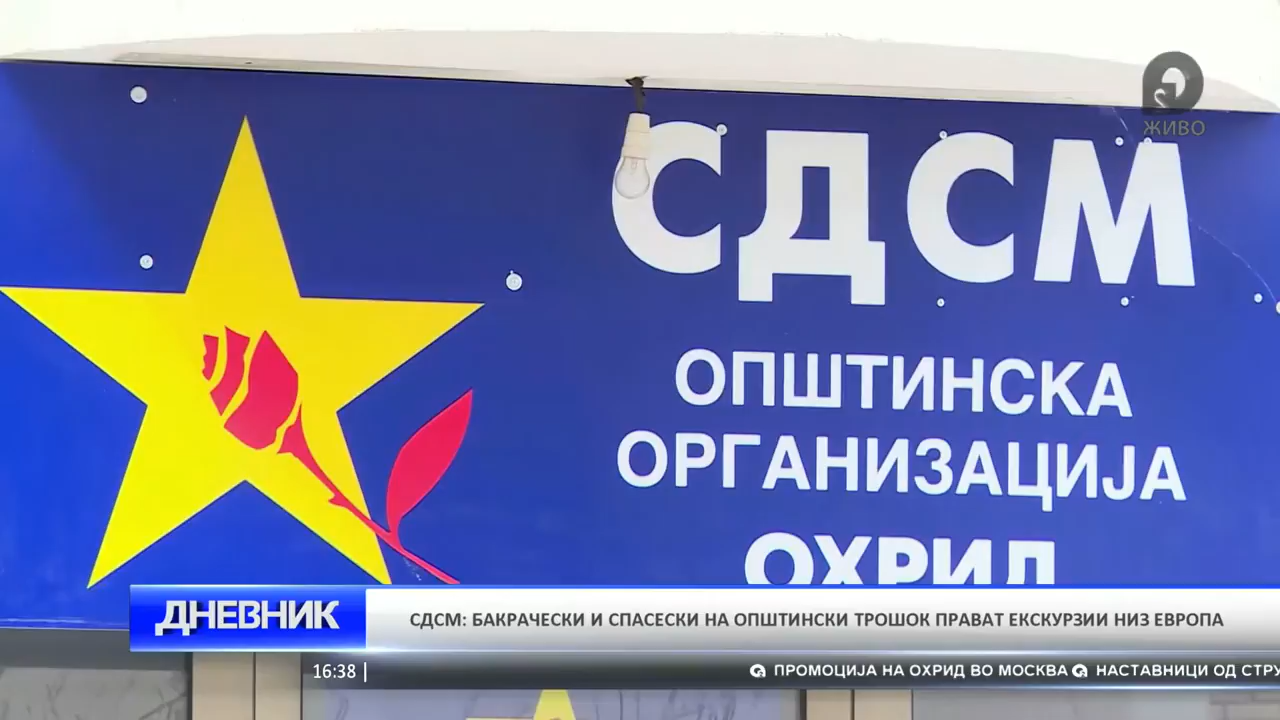 ЖИВО
СДСМ
ОПШТИНСКА
ОРГАНИЗАЦИЈА
ОХРИД
ДНЕВНИК
СДСМ: БАКРАЧЕСКИ И СПАСЕСКИ НА ОПШТИНСКИ ТРОШОК ПРАВАТ ЕКСКУРЗИИ НИЗ ЕВРОПА
16:38 | ПРОМОЦИЈА НА ОХРИД ВО МОСКВА НАСТАВНИЦИ ОД СТРУ